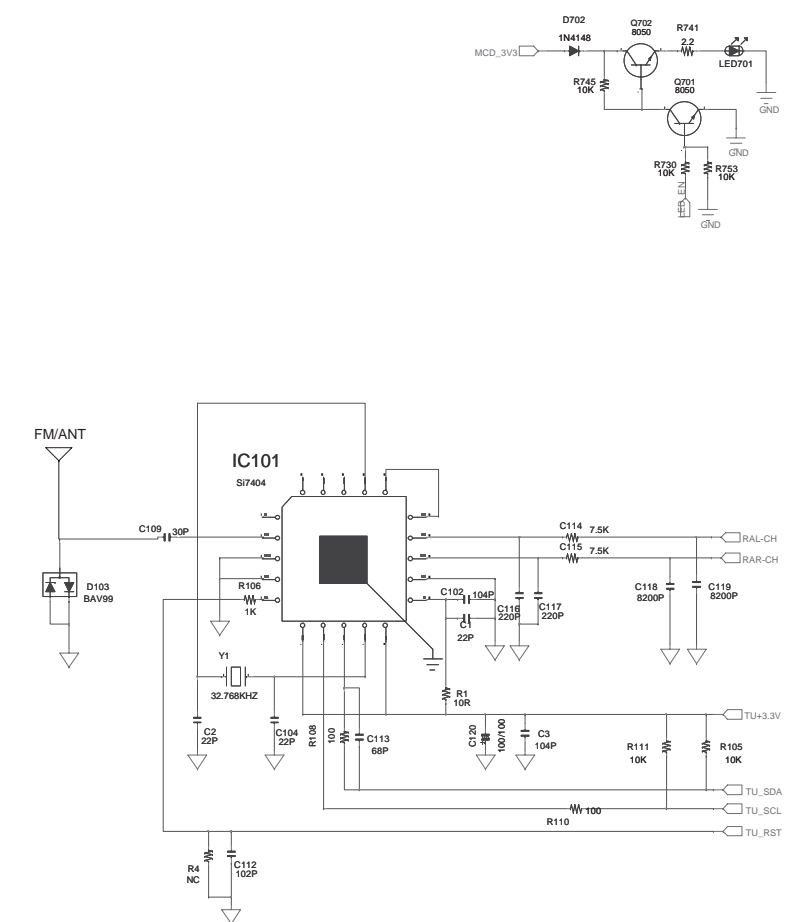 D702
1N4148
Q702
8050
R741
2.2
MCD_3V3
LED701
R745
10K
Q701
8050
GND
GND
R730
10K
R753
10K
LED_EN
GND
FM/ANT
IC101
Si7404
C109
30P
C114
7.5K
RAL-CH
C115
7.5K
RAR-CH
D103
BAV99
R106
1K
C102
104P
C116
220P
C117
220P
C118
8200P
C119
8200P
C1
22P
Y1
32.768KHZ
R1
10R
TU+3.3V
C2
22P
C104
22P
R108
100
C113
68P
C120
100/100
C3
104P
R111
10K
R105
10K
TU_SDA
100
TU_SCL
R110
TU_RST
R4
NC
C112
102P